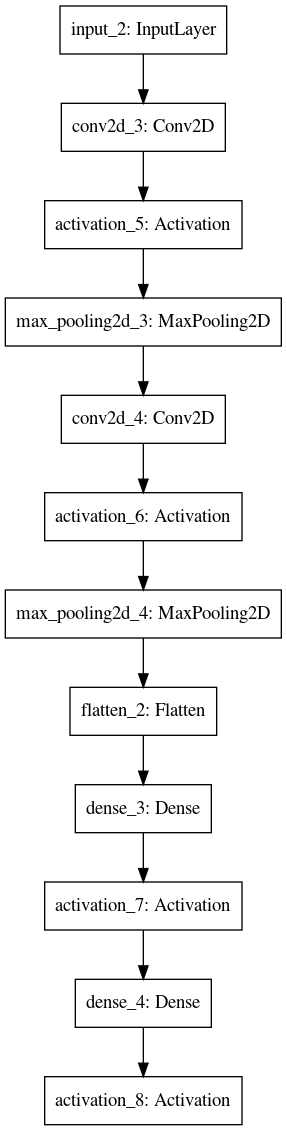 input_2: InputLayer
conv2d_3: Conv2D
activation_5: Activation
max_pooling2d_3: MaxPooling2D
conv2d_4: Conv2D
activation_6: Activation
max_pooling2d_4: MaxPooling2D
flatten_2: Flatten
dense_3: Dense
activation_7: Activation
dense_4: Dense
activation_8: Activation